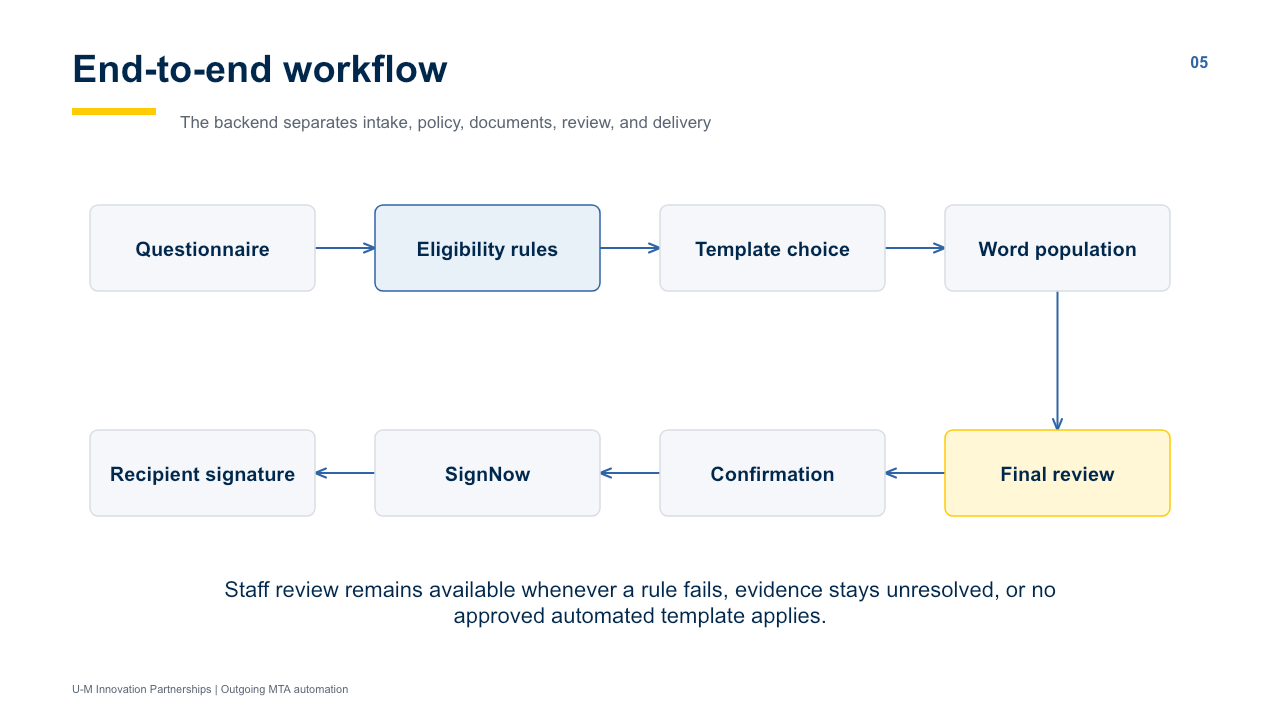 End-to-end workflow
05
The backend separates intake, policy, documents, review, and delivery
Questionnaire
Eligibility rules
Template choice
Word population
Recipient signature
SignNow
Confirmation
Final review
Staff review remains available whenever a rule fails, evidence stays unresolved, or no
approved automated template applies.
U-M Innovation Partnerships | Outgoing MTA automation